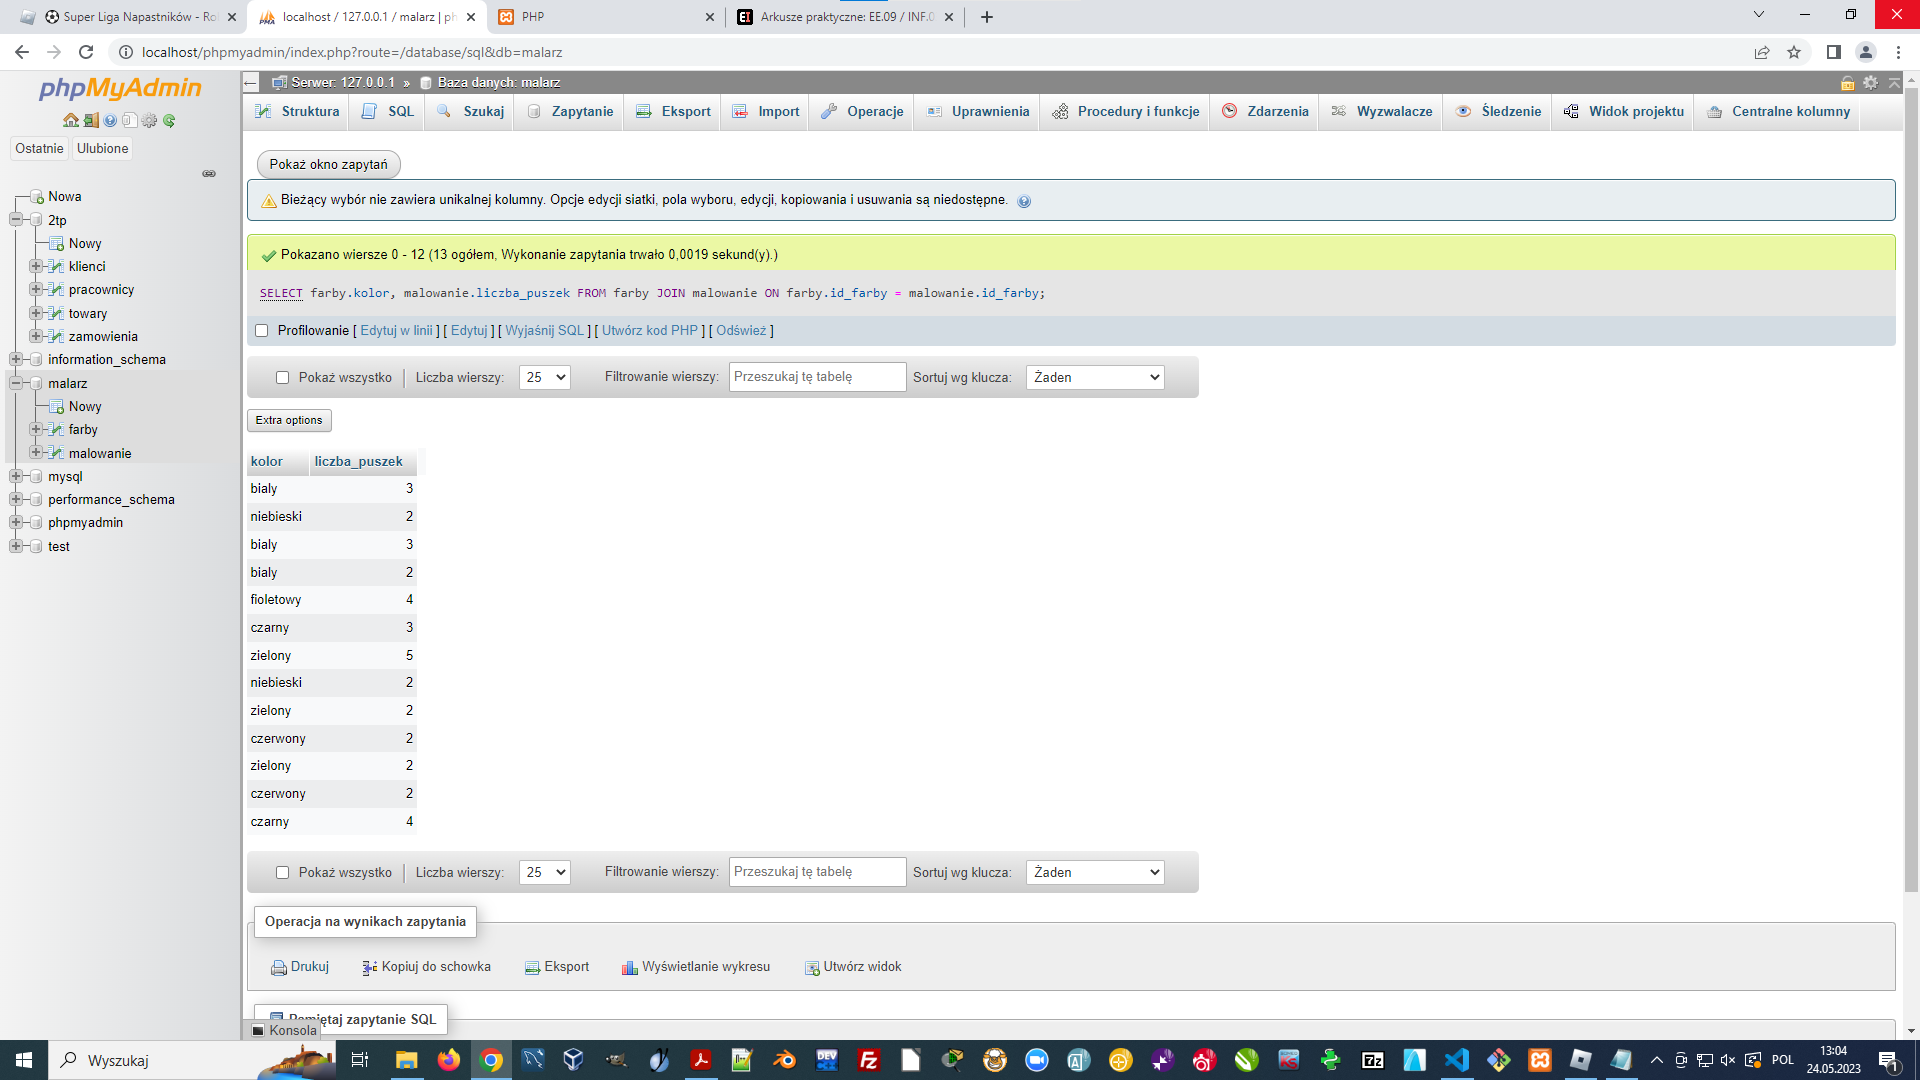 Super Liga Napastników - Ro
localhost / 127.0.0.1 / malarz | ph
PHP
Arkusze praktyczne: EE.09 / INF.0
localhost/phpmyadmin/index.php?route=/database/sql&db=malarz
phpMyAdmin
Ostatnie
Ulubione
Nowa
2tp
Nowy
klienci
pracownicy
towary
zamowienia
information_schema
malarz
Nowy
farby
malowanie
mysql
performance_schema
phpmyadmin
test
Serwer: 127.0.0.1 » Baza danych: malarz
Struktura SQL Szukaj Zapytanie Eksport Import Operacje Uprawnienia Procedury i funkcje Zdarzenia Wyzwalacze Śledzenie Widok projektu Centralne kolumny
Pokaż okno zapytań
Bieżący wybór nie zawiera unikalnej kolumny. Opcje edycji siatki, pola wyboru, edycji, kopiowania i usuwania są niedostępne.
Pokazano wiersze 0 - 12 (13 ogółem, Wykonanie zapytania trwało 0,0019 sekund(y).)
SELECT farby.kolor, malowanie.liczba_puszek FROM farby JOIN malowanie ON farby.id_farby = malowanie.id_farby;
Profilowanie [ Edytuj w linii ] [ Edytuj ] [ Wyjaśnij SQL ] [ Utwórz kod PHP ] [ Odśwież ]
Pokaż wszystko Liczba wierszy: 25 Filtrowanie wierszy: Przeszukaj tę tabelę Sortuj wg klucza: Żaden
Extra options
kolor liczba_puszek
bialy 3
niebieski 2
bialy 3
bialy 2
fioletowy 4
czarny 3
zielony 5
niebieski 2
zielony 2
czerwony 2
zielony 2
czerwony 2
czarny 4
Pokaż wszystko Liczba wierszy: 25 Filtrowanie wierszy: Przeszukaj tę tabelę Sortuj wg klucza: Żaden
Operacja na wynikach zapytania
Drukuj Kopiuj do schowka Eksport Wyświetlanie wykresu Utwórz widok
Pamiętaj zapytanie SQL
Konsola
Wyszukaj
POL
13:04
24.05.2023
1